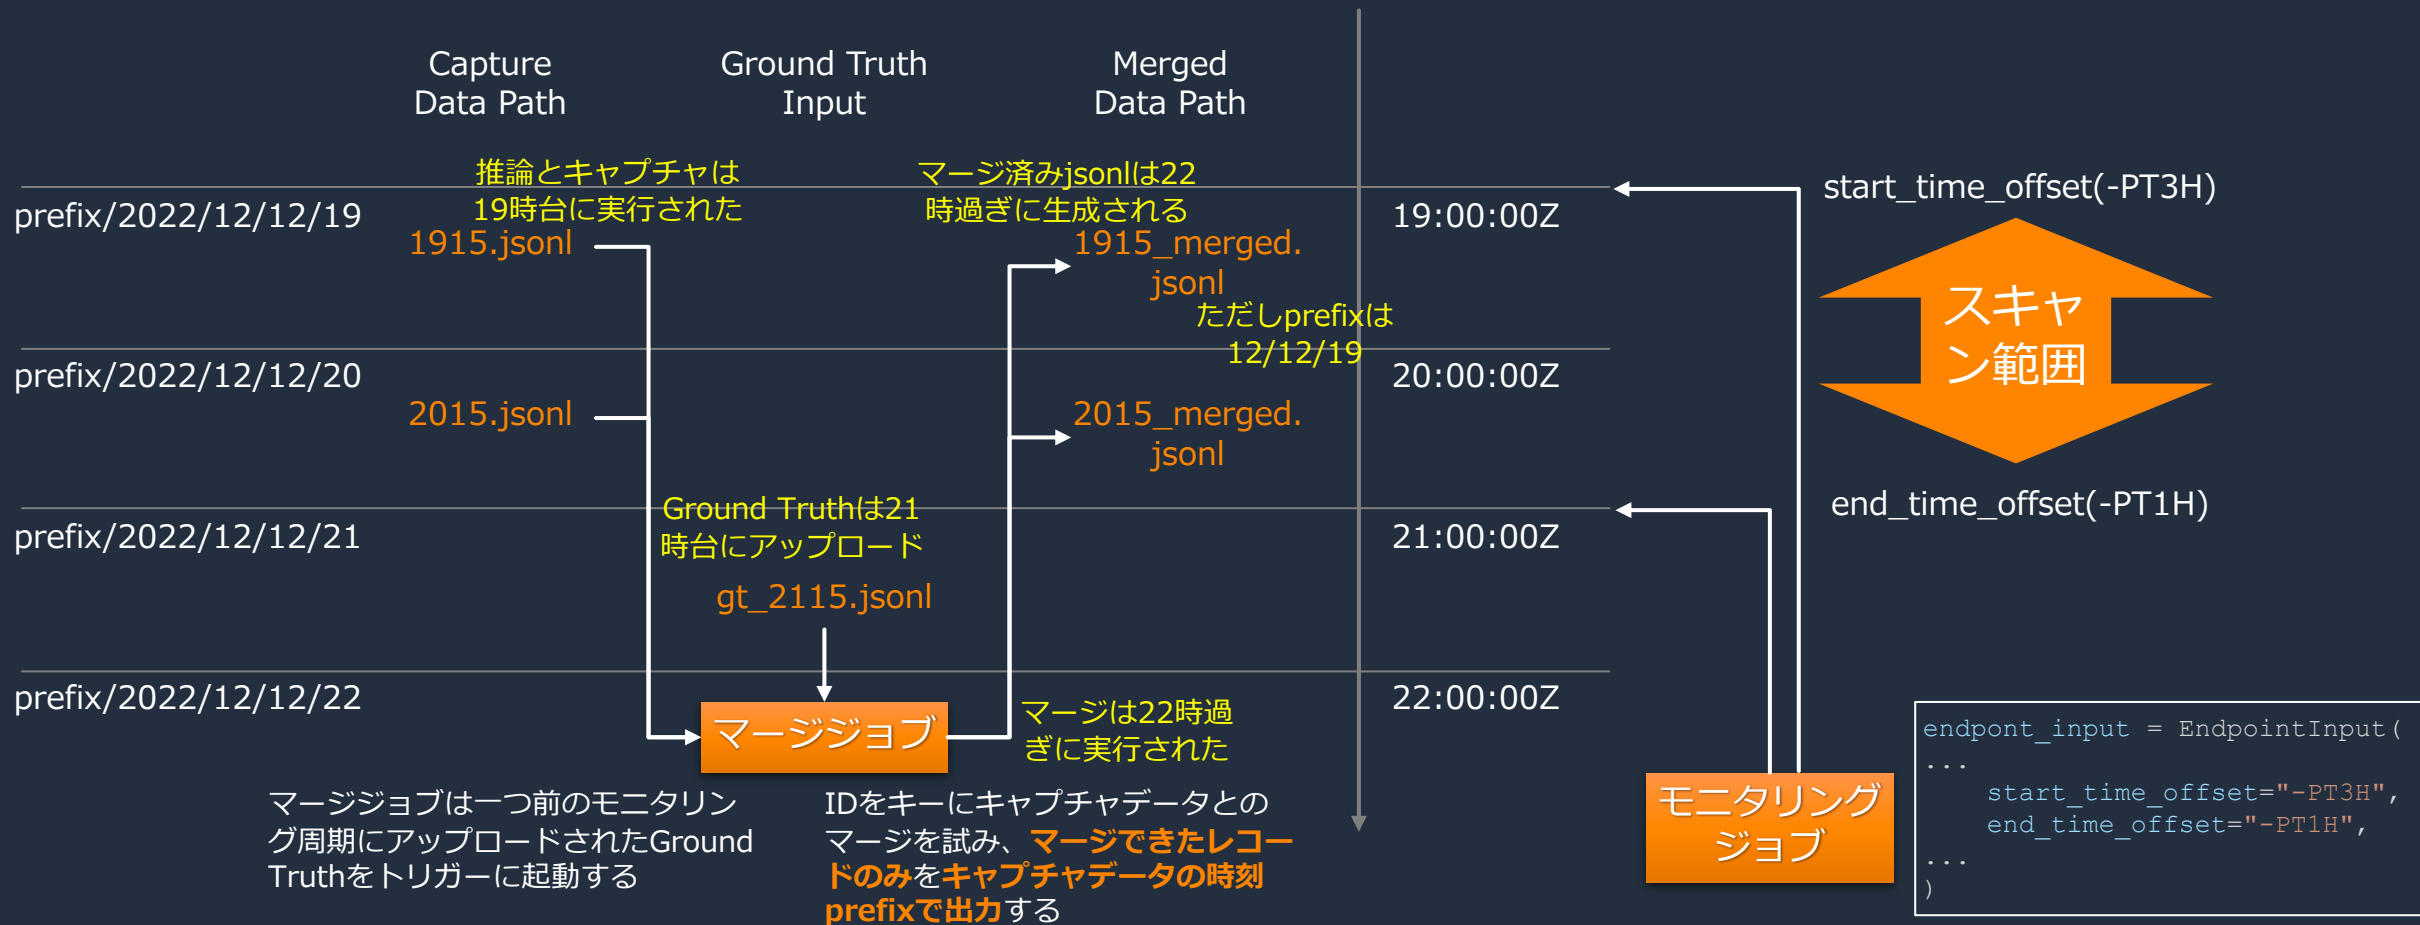 Capture
Data Path
Ground Truth
Input
Merged
Data Path
推論とキャプチャは
19時台に実行された
マージ済みjsonlは22
時過ぎに生成される
prefix/2022/12/12/19
1915.jsonl
1915_merged.
jsonl
19:00:00Z
start_time_offset(-PT3H)
ただしprefixは
12/12/19
スキャ
ン範囲
prefix/2022/12/12/20
2015.jsonl
2015_merged.
jsonl
20:00:00Z
end_time_offset(-PT1H)
Ground Truthは21
時台にアップロード
prefix/2022/12/12/21
gt_2115.jsonl
21:00:00Z
prefix/2022/12/12/22
マージジョブ
マージは22時過
ぎに実行された
22:00:00Z
マージジョブは一つ前のモニタリン
グ周期にアップロードされたGround
Truthをトリガーに起動する
IDをキーにキャプチャデータとの
マージを試み、マージできたレコー
ドのみをキャプチャデータの時刻
prefixで出力する
モニタリング
ジョブ
endpont_input = EndpointInput(
...
start_time_offset="-PT3H",
end_time_offset="-PT1H",
...
)